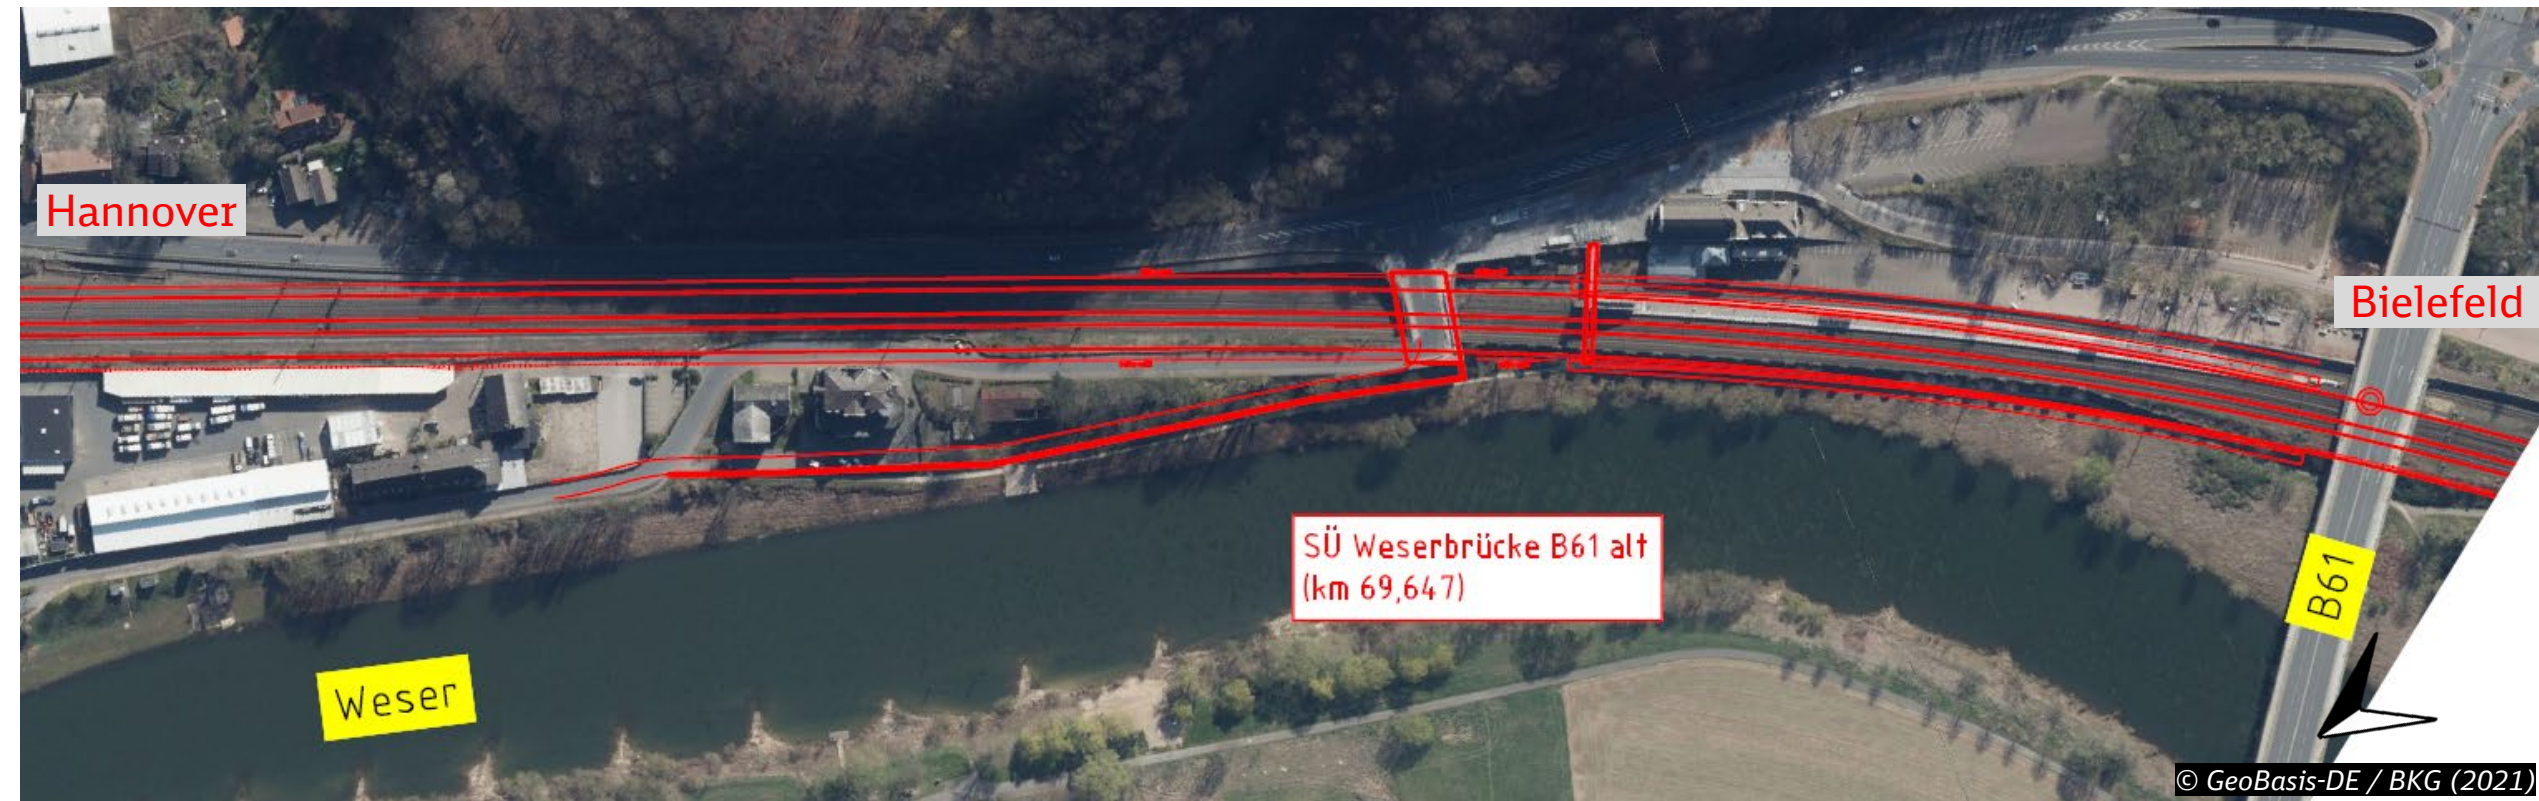 Hannover
Bielefeld
SÜ Weserbrücke B61 alt
(km 69,647)
B61
Weser
© GeoBasis-DE / BKG (2021)